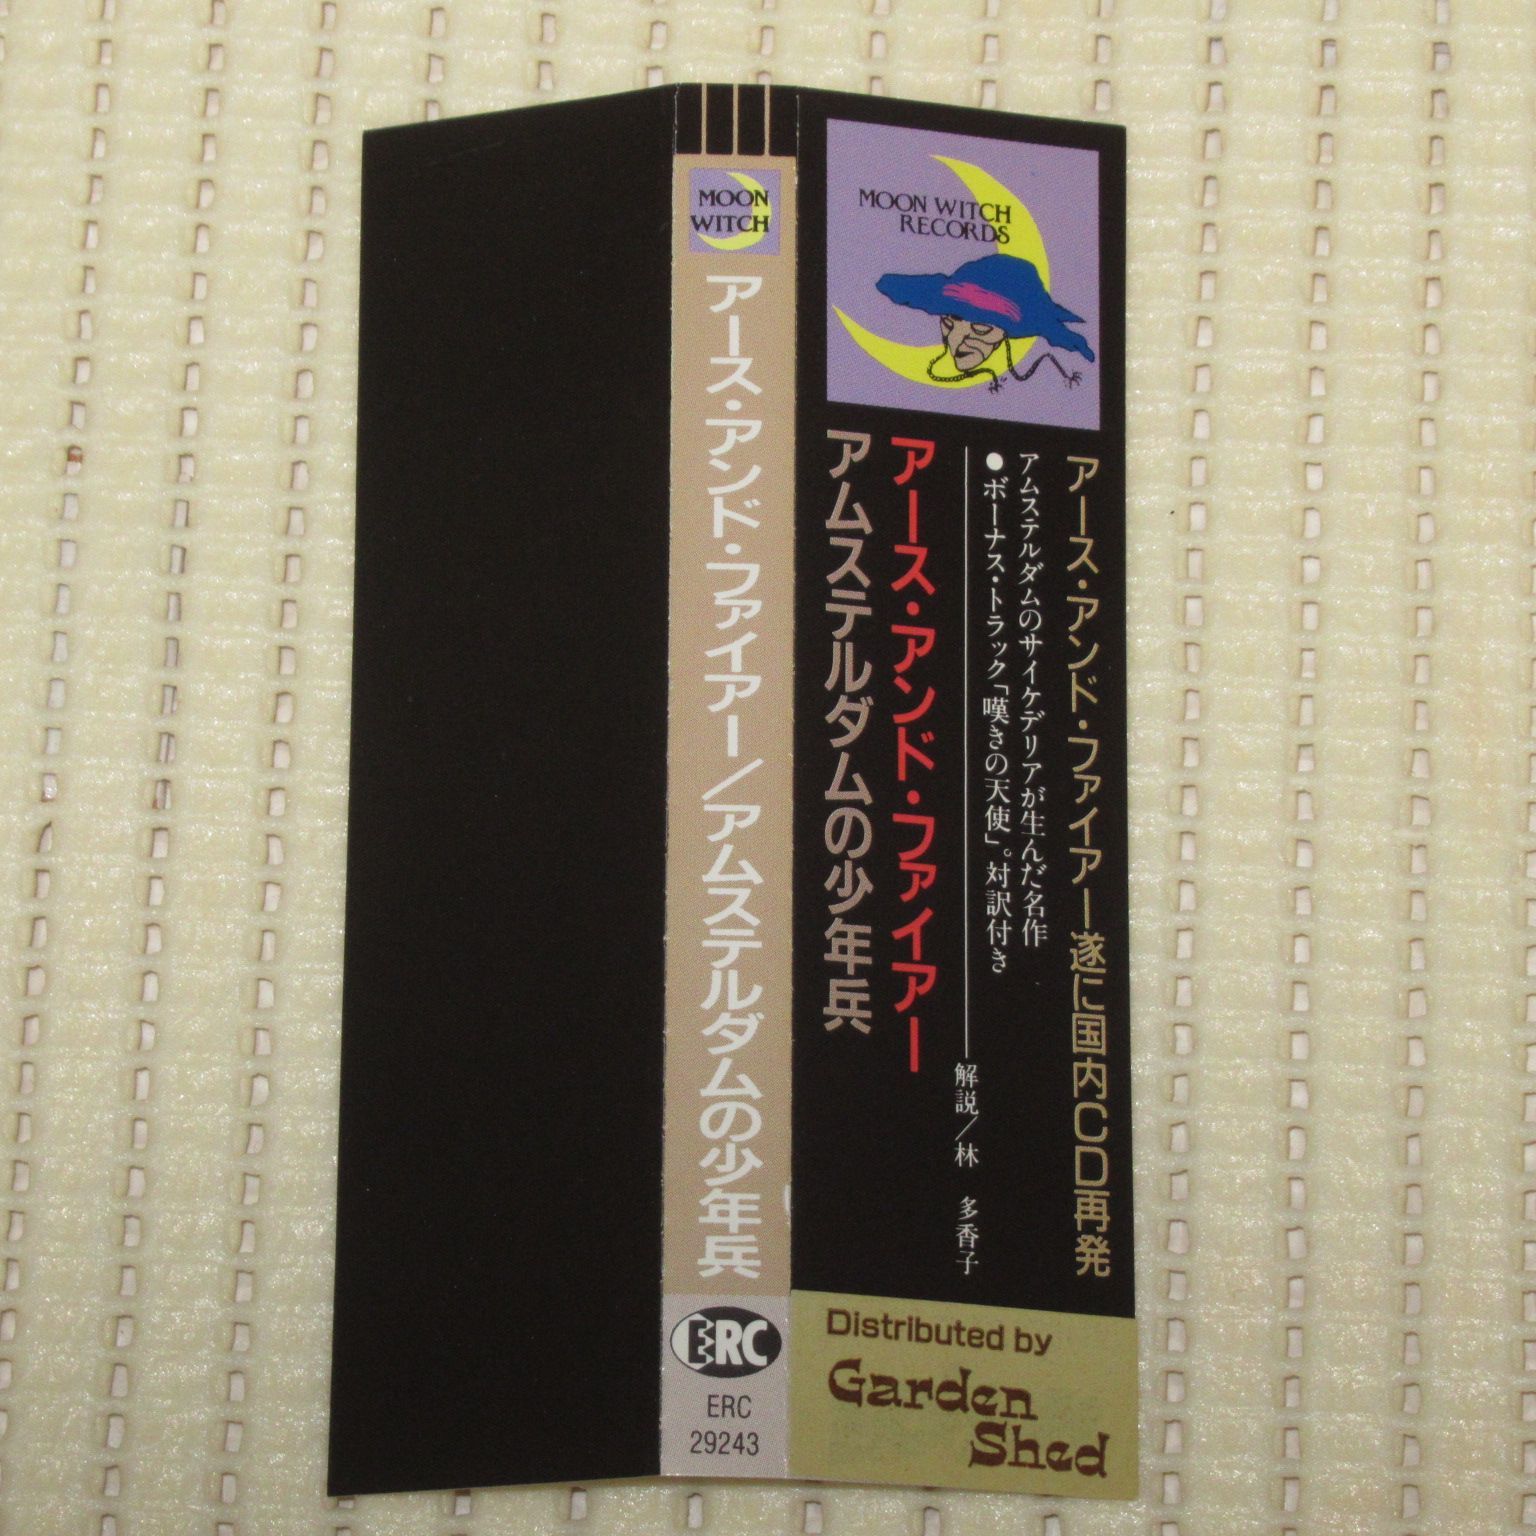 MOON
WITCH
アース・アンド・ファイアー／アムステルダムの少年兵
ERC
ERC
29243
MOON WITCH
RECORDS
アース・アンド・ファイアー遂に国内CD再発
アムステルダムのサイケデリアが生んだ名作
●ボーナス・トラック「嘆きの天使」。対訳付き
解説／林 多香子
アース・アンド・ファイアー
アムステルダムの少年兵
Distributed by
Garden
Shed